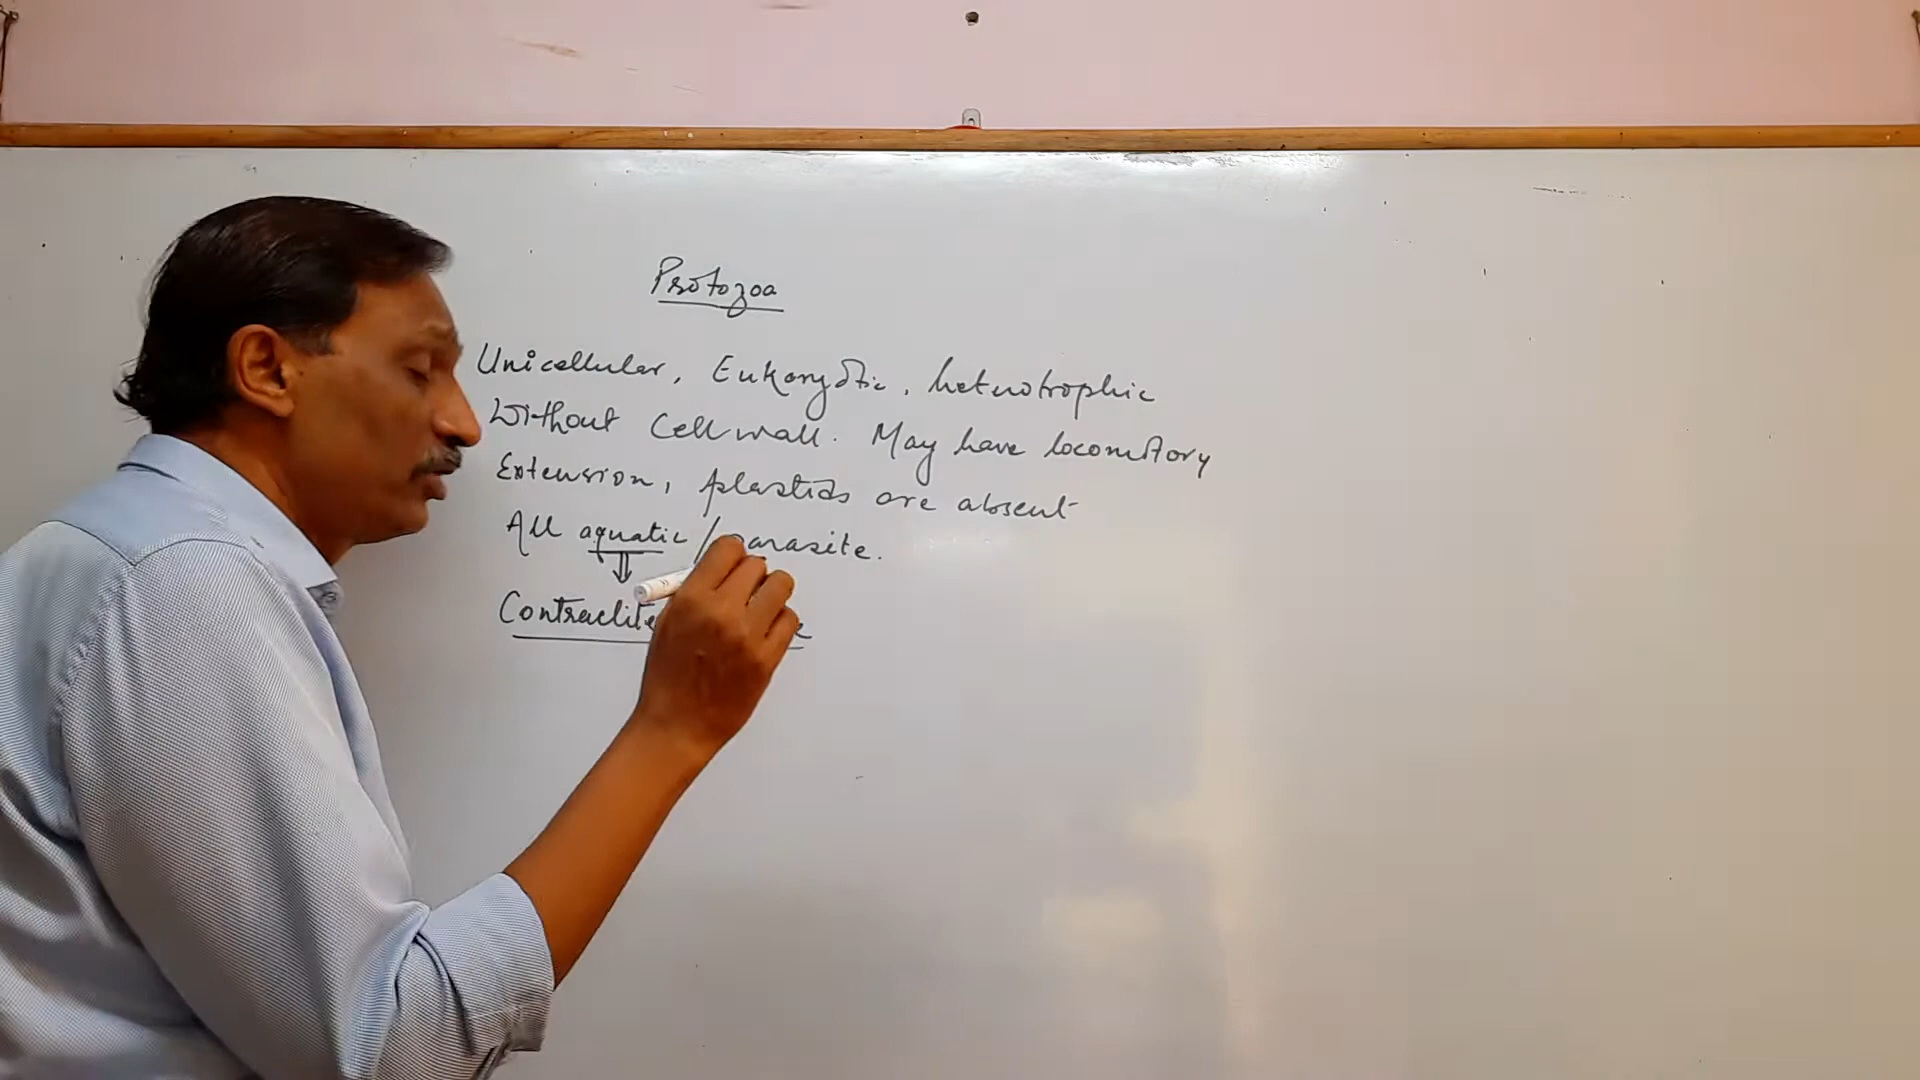 Protozoa
Unicellular, Eukaryotic, heterotrophic
Without Cell wall. May have locomotory
Extension, plastids are absent
All aquatic / parasite.
⇓